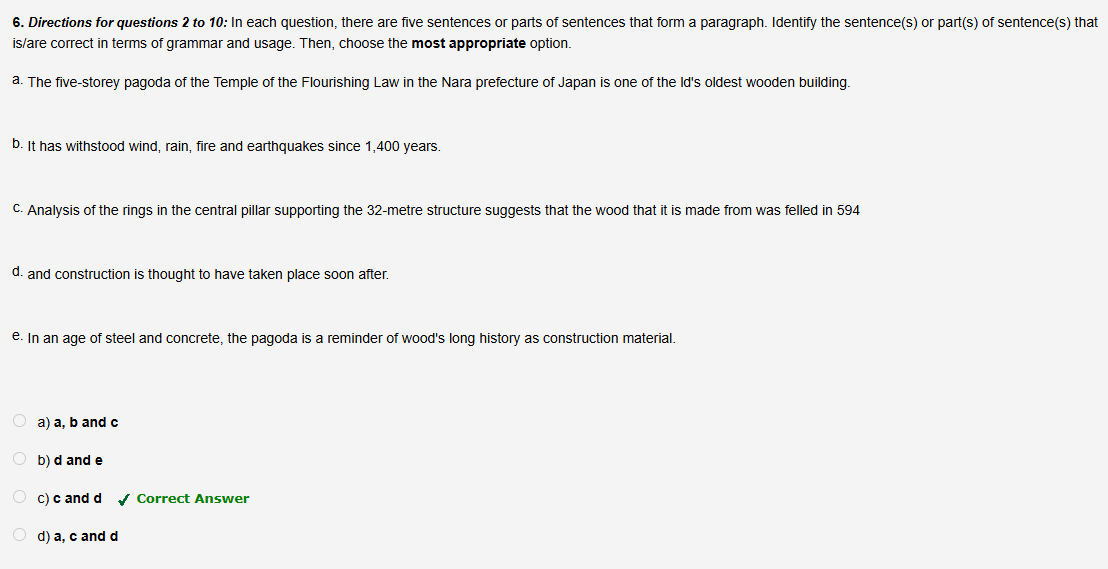 6. Directions for questions 2 to 10: In each question, there are five sentences or parts of sentences that form a paragraph. Identify the sentence(s) or part(s) of sentence(s) that
is/are correct in terms of grammar and usage. Then, choose the most appropriate option.
a. The five-storey pagoda of the Temple of the Flourishing Law in the Nara prefecture of Japan is one of the ld's oldest wooden building.
b. It has withstood wind, rain, fire and earthquakes since 1,400 years.
c. Analysis of the rings in the central pillar supporting the 32-metre structure suggests that the wood that it is made from was felled in 594
d. and construction is thought to have taken place soon after.
e. In an age of steel and concrete, the pagoda is a reminder of wood's long history as construction material.
a) a, b and c
b) d and e
c) c and d ✓ Correct Answer
d) a, c and d